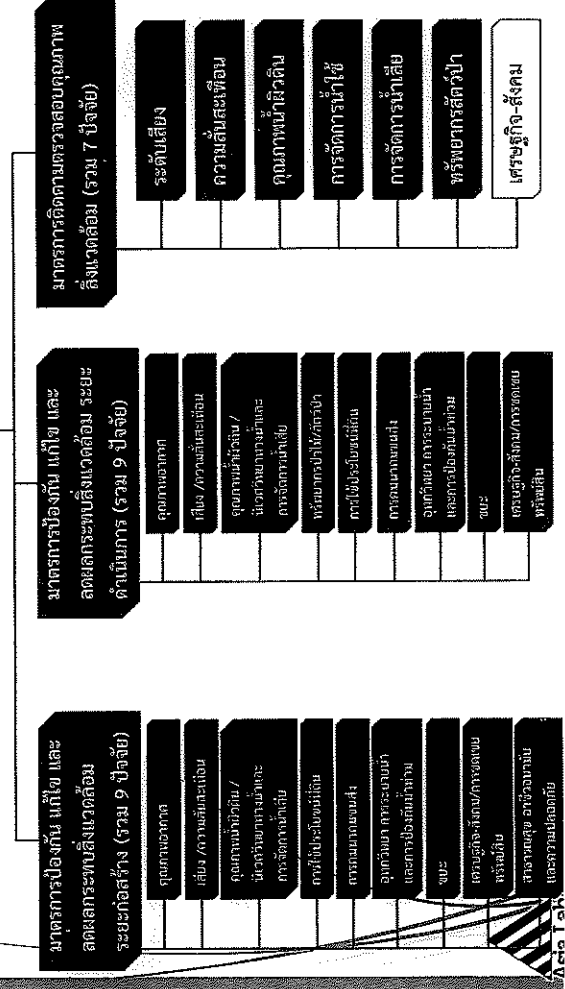 มาตรการป้องกัน แก้ไข และ
ลดผลกระทบสิ่งแวดล้อม
ระยะก่อสร้าง (รวม 9 ปัจจัย)
คุณภาพอากาศ
เสียง /ความสั่นสะเทือน
คุณภาพน้ำผิวดิน /
นิเวศวิทยาทางน้ำและ
การจัดการน้ำเสีย
การใช้ประโยชน์ที่ดิน
การคมนาคมขนส่ง
อุทกวิทยา การระบายน้ำ
และการป้องกันน้ำท่วม
ขยะ
เศรษฐกิจ-สังคม/การชดเชย
ทรัพย์สิน
สาธารณสุข อาชีวอนามัย
และความปลอดภัย
มาตรการป้องกัน แก้ไข และ
ลดผลกระทบสิ่งแวดล้อม ระยะ
ดำเนินการ (รวม 9 ปัจจัย)
คุณภาพอากาศ
เสียง /ความสั่นสะเทือน
คุณภาพน้ำผิวดิน /
นิเวศวิทยาทางน้ำและ
การจัดการน้ำเสีย
ทรัพยากรป่าไม้/สัตว์ป่า
การใช้ประโยชน์ที่ดิน
การคมนาคมขนส่ง
อุทกวิทยา การระบายน้ำ
และการป้องกันน้ำท่วม
ขยะ
เศรษฐกิจ-สังคม/การชดเชย
ทรัพย์สิน
มาตรการติดตามตรวจสอบคุณภาพ
สิ่งแวดล้อม (รวม 7 ปัจจัย)
ระดับเสียง
ความสั่นสะเทือน
คุณภาพน้ำผิวดิน
การจัดการน้ำใช้
การจัดการน้ำเสีย
ทรัพยากรสัตว์ป่า
เศรษฐกิจ-สังคม
Asia Lab